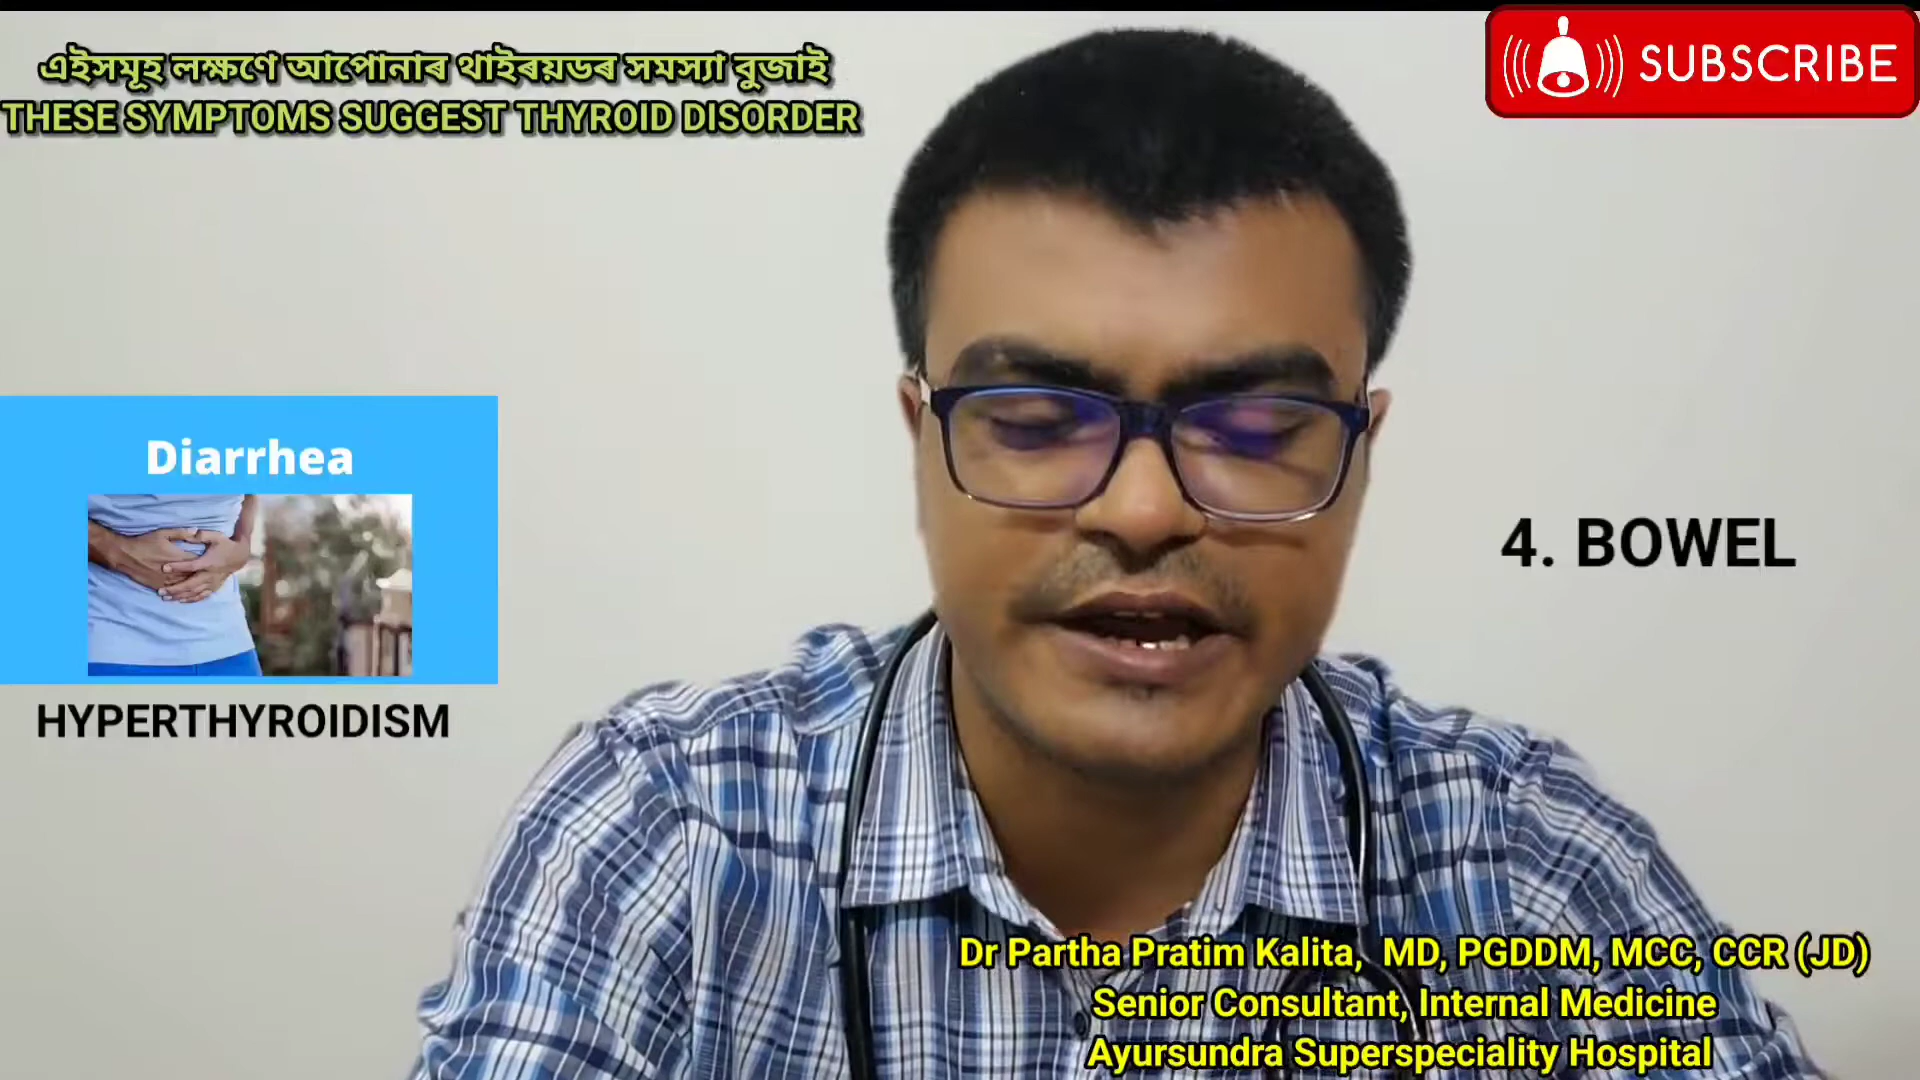 এইসমূহ লক্ষণে আপোনাৰ থাইৰয়ডৰ সমস্যা বুজাই
THESE SYMPTOMS SUGGEST THYROID DISORDER
SUBSCRIBE
Diarrhea
HYPERTHYROIDISM
4. BOWEL
Dr Partha Pratim Kalita, MD, PGDDM, MCC, CCR (JD)
Senior Consultant, Internal Medicine
Ayursundra Superspeciality Hospital